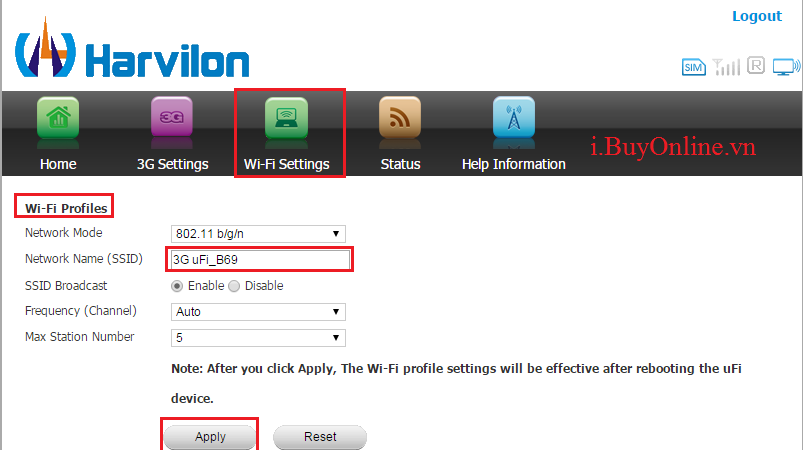 Logout
Harvilon
SIM
R
3G
Home
3G Settings
Wi-Fi Settings
Status
Help Information
i.BuyOnline.vn
Wi-Fi Profiles
Network Mode 802.11 b/g/n
Network Name (SSID) 3G uFi_B69
SSID Broadcast Enable Disable
Frequency (Channel) Auto
Max Station Number 5
Note: After you click Apply, The Wi-Fi profile settings will be effective after rebooting the uFi
device.
Apply Reset